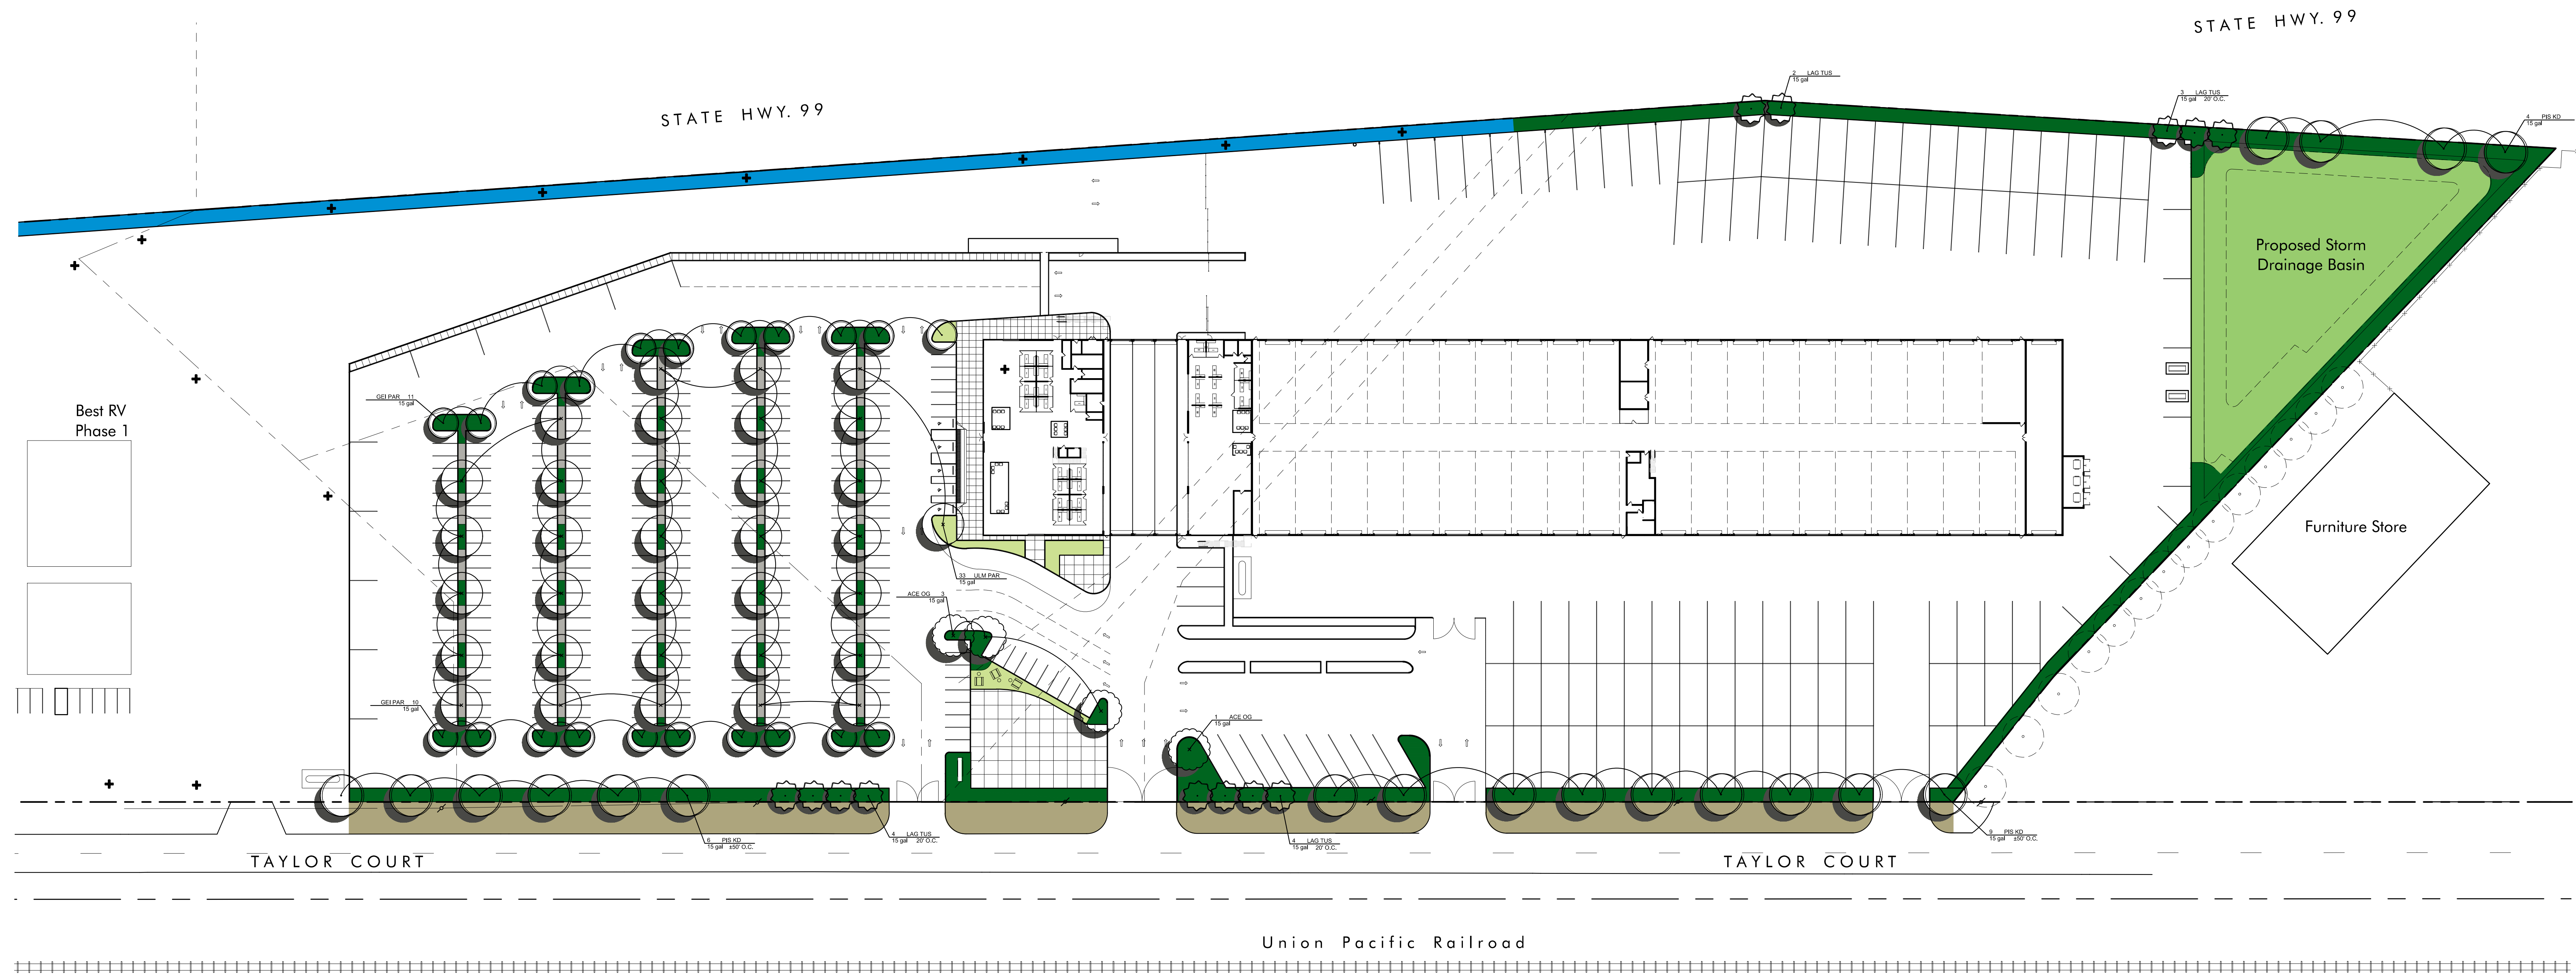 STATE HWY. 99
STATE HWY. 99
2 LAG TUS
15 gal
3 LAG TUS
15 gal 20' O.C.
4 PIS KD
15 gal
Proposed Storm
Drainage Basin
Best RV
Phase 1
GEI PAR 11
15 gal
Furniture Store
33 ULM PAR
15 gal
ACE OG 3
15 gal
GEI PAR 10
15 gal
1 ACE OG
15 gal
6 PIS KD
15 gal ±50' O.C.
4 LAG TUS
15 gal 20' O.C.
4 LAG TUS
15 gal 20' O.C.
9 PIS KD
15 gal ±50' O.C.
TAYLOR COURT
TAYLOR COURT
Union Pacific Railroad